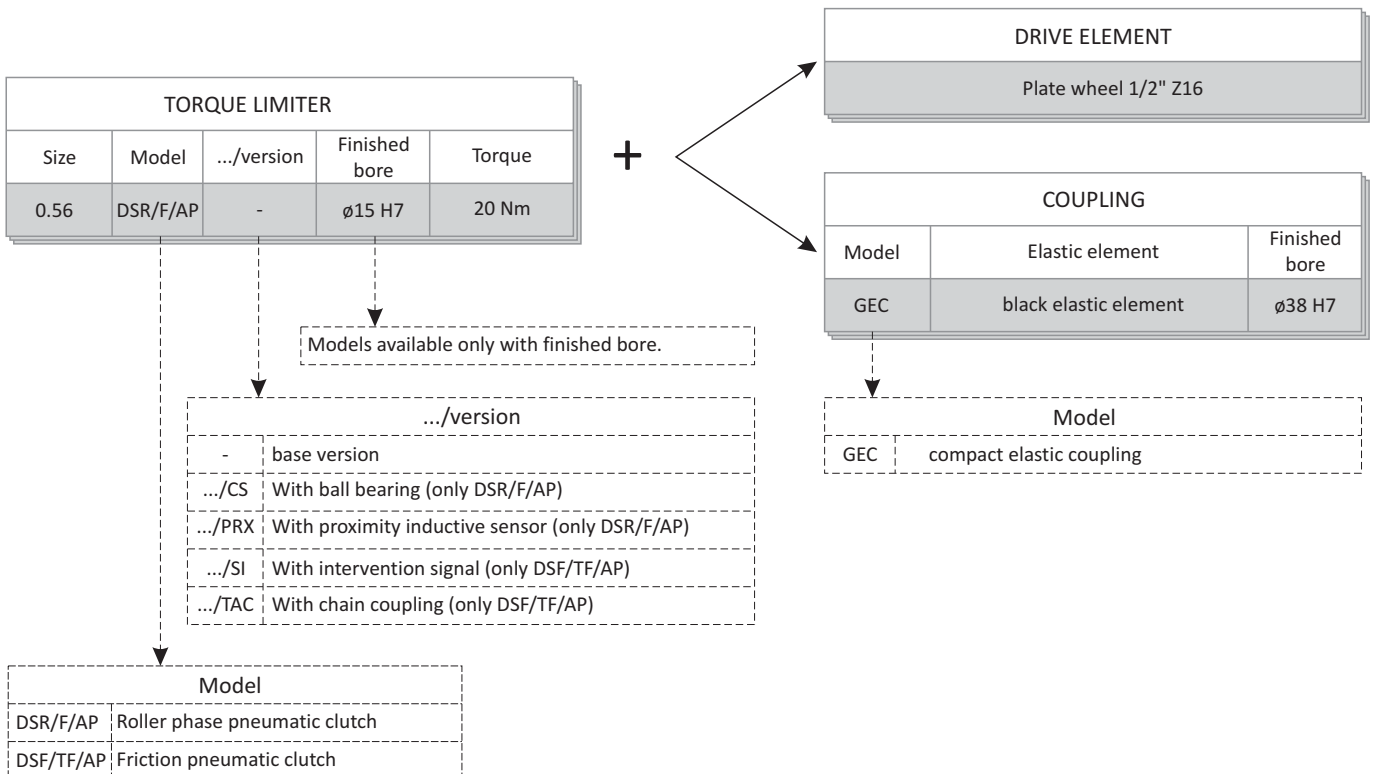 TORQUE LIMITER
Size Model .../version Finished bore Torque
0.56 DSR/F/AP - ø15 H7 20 Nm
+
DRIVE ELEMENT
Plate wheel 1/2" Z16
COUPLING
Model Elastic element Finished bore
GEC black elastic element ø38 H7
Models available only with finished bore.
.../version
- base version
.../CS With ball bearing (only DSR/F/AP)
.../PRX With proximity inductive sensor (only DSR/F/AP)
.../SI With intervention signal (only DSF/TF/AP)
.../TAC With chain coupling (only DSF/TF/AP)
Model
GEC compact elastic coupling
Model
DSR/F/AP Roller phase pneumatic clutch
DSF/TF/AP Friction pneumatic clutch